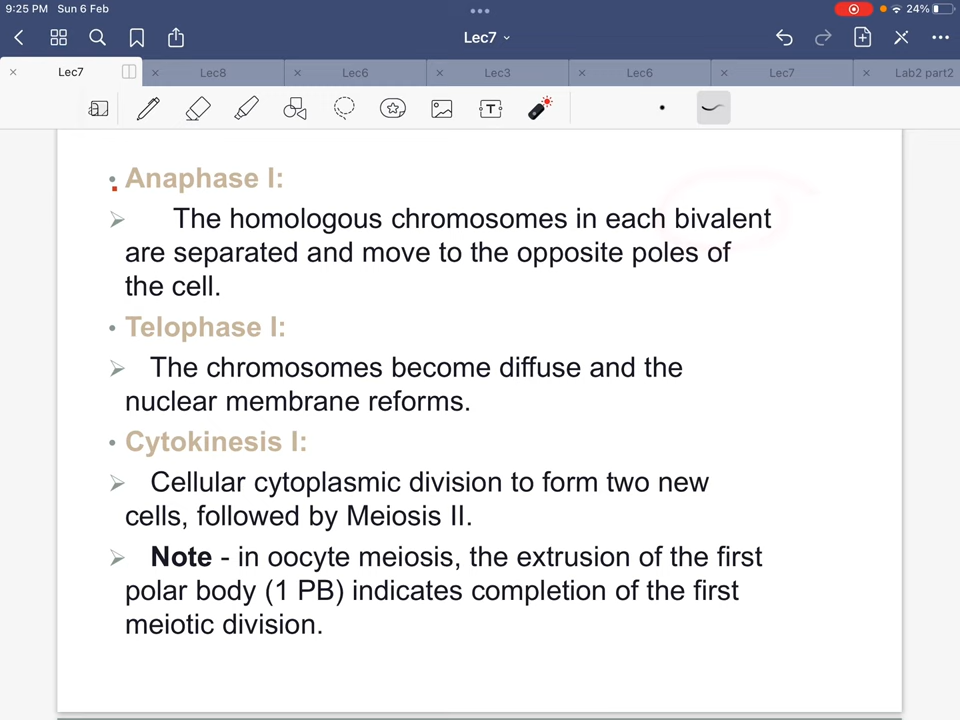 9:25 PM Sun 6 Feb
24%
Lec7
Lec7
Lec8
Lec6
Lec3
Lec6
Lec7
Lab2 part2
T
• Anaphase I:
➢ The homologous chromosomes in each bivalent
are separated and move to the opposite poles of
the cell.
• Telophase I:
➢ The chromosomes become diffuse and the
nuclear membrane reforms.
• Cytokinesis I:
➢ Cellular cytoplasmic division to form two new
cells, followed by Meiosis II.
➢ Note - in oocyte meiosis, the extrusion of the first
polar body (1 PB) indicates completion of the first
meiotic division.